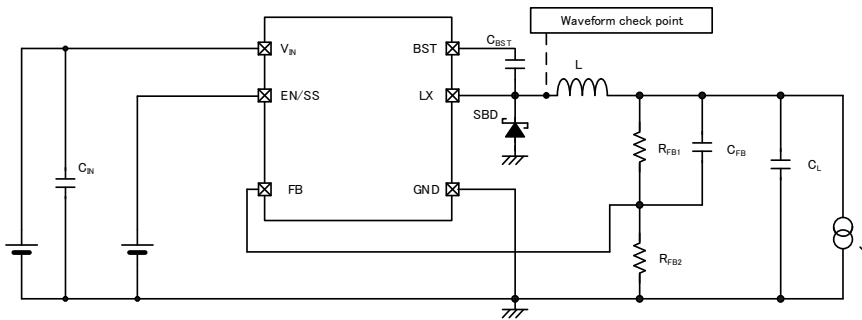 Waveform check point
VIN
BST
CBST
L
EN/SS
LX
SBD
RFB1
CFB
CL
CIN
FB
GND
RFB2